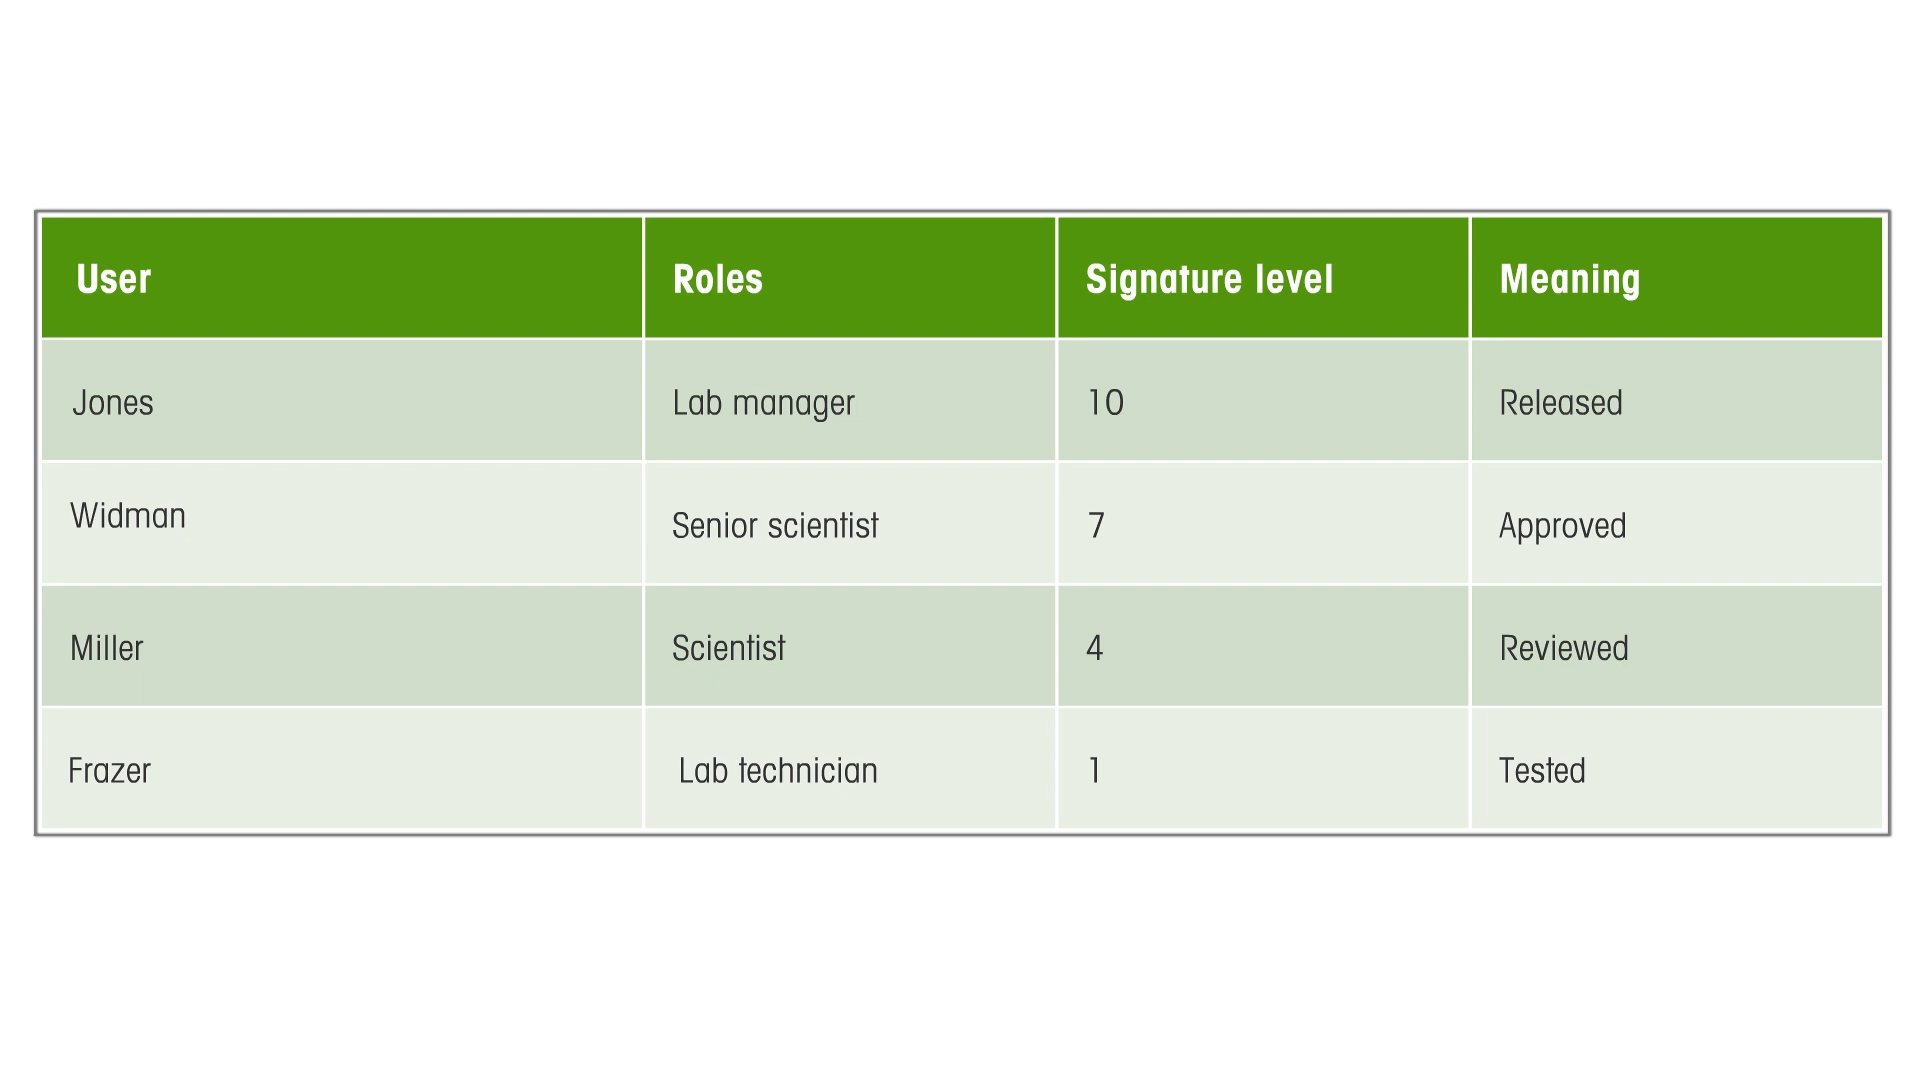 User Roles Signature level Meaning
Jones Lab manager 10 Released
Widman Senior scientist 7 Approved
Miller Scientist 4 Reviewed
Frazer Lab technician 1 Tested